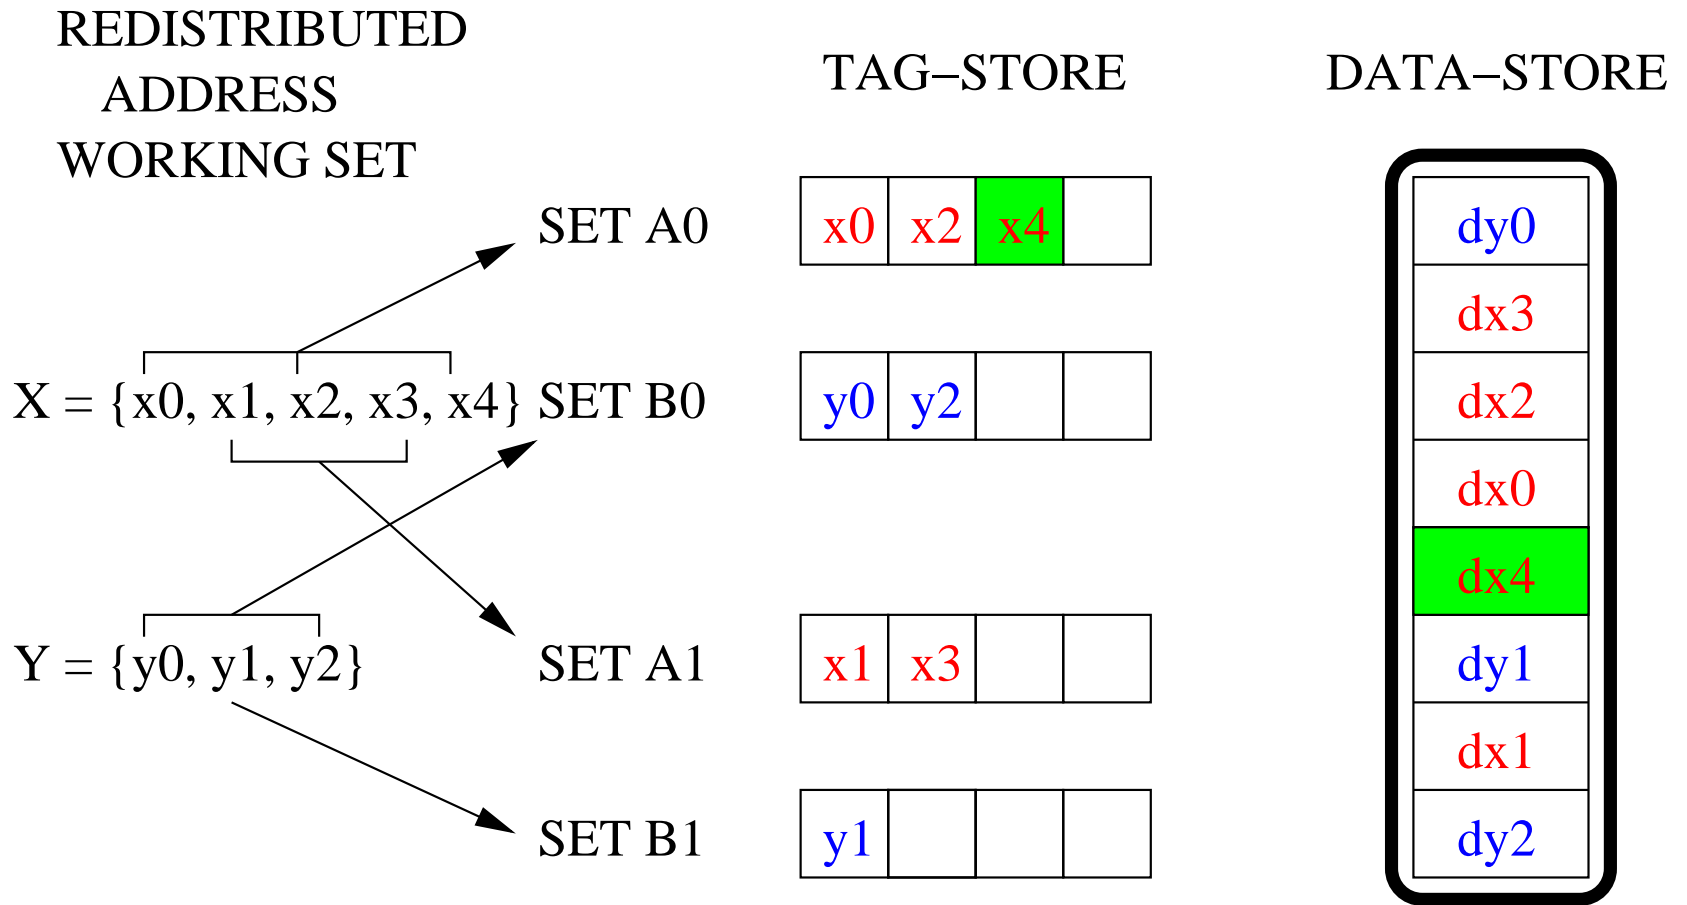 REDISTRIBUTED
ADDRESS
WORKING SET
TAG–STORE
DATA–STORE
SET A0
x0 x2 x4
X = {x0, x1, x2, x3, x4}
SET B0
y0 y2
Y = {y0, y1, y2}
SET A1
x1 x3
SET B1
y1
dy0
dx3
dx2
dx0
dx4
dy1
dx1
dy2